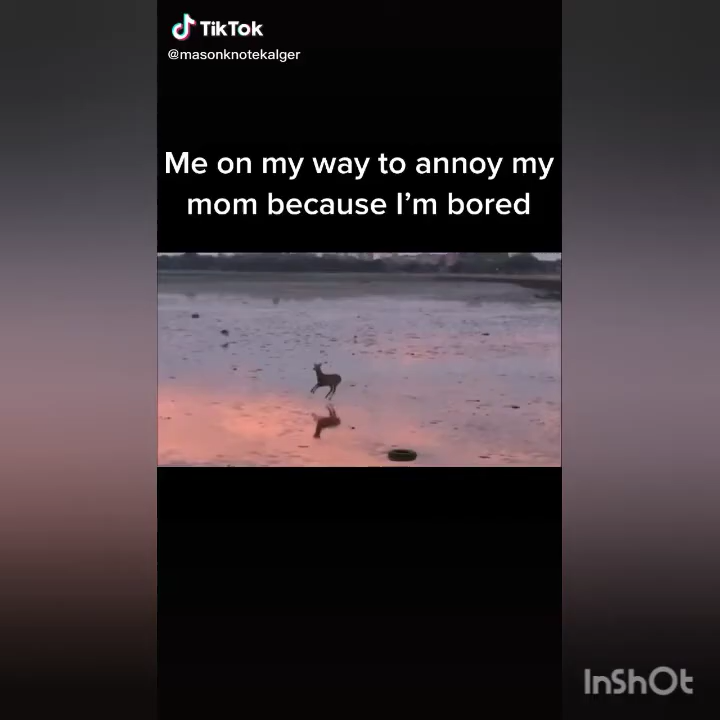 TikTok
@masonknotekalger
Me on my way to annoy my
mom because I'm bored
InShOt